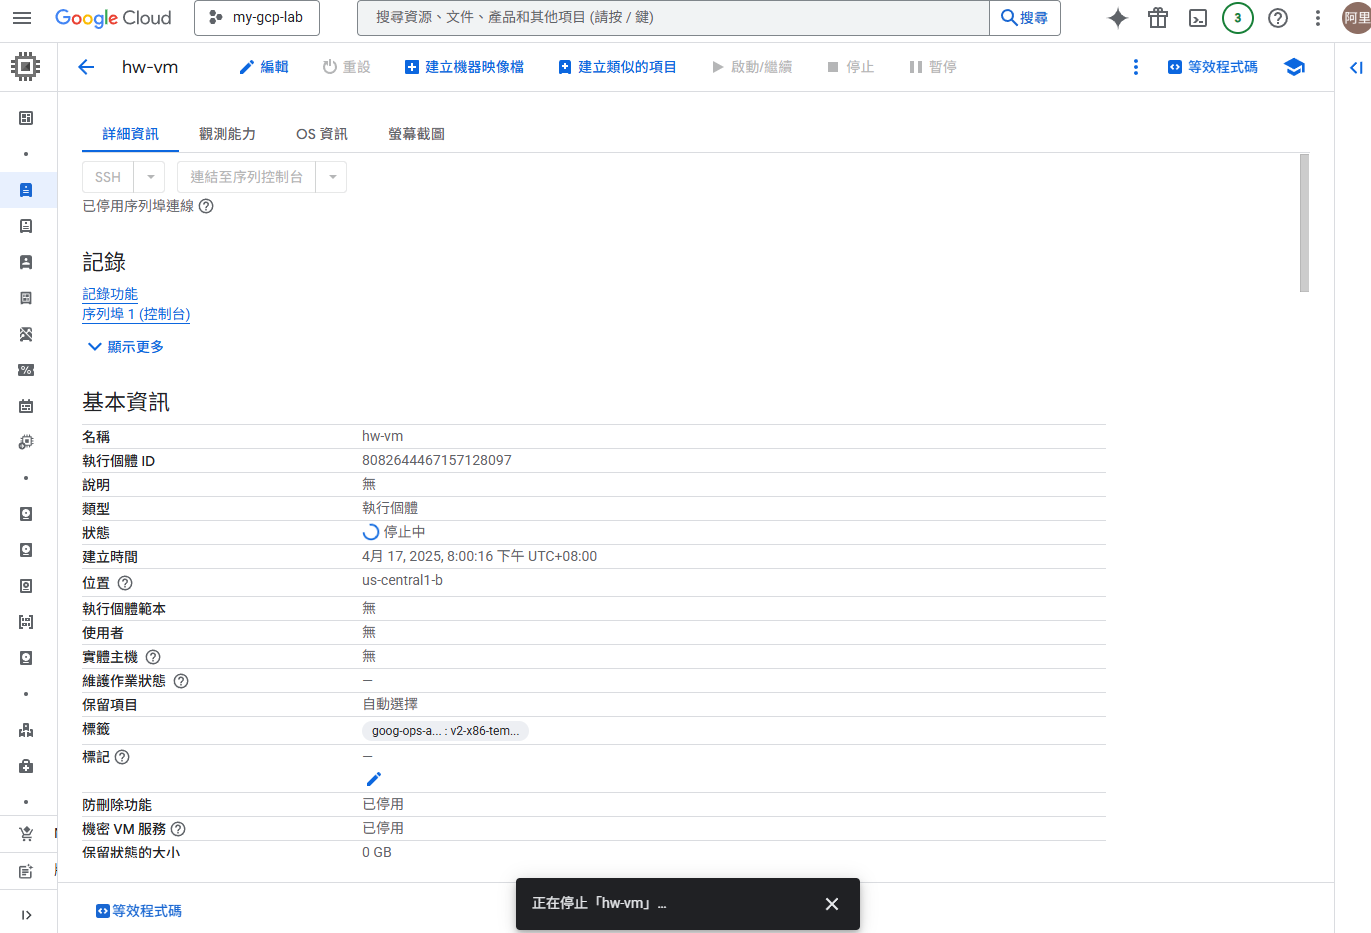 Google Cloud
my-gcp-lab
搜尋資源、文件、產品和其他項目 (請按 / 鍵)
搜尋
3
阿里
hw-vm
編輯
重設
建立機器映像檔
建立類似的項目
啟動/繼續
停止
暫停
等效程式碼
詳細資訊
觀測能力
OS 資訊
螢幕截圖
SSH
連結至序列控制台
已停用序列埠連線
記錄
記錄功能
序列埠 1 (控制台)
顯示更多
基本資訊
名稱 hw-vm
執行個體 ID 8082644467157128097
說明 無
類型 執行個體
狀態 停止中
建立時間 4月 17, 2025, 8:00:16 下午 UTC+08:00
位置 us-central1-b
執行個體範本 無
使用者 無
實體主機 無
維護作業狀態 —
保留項目 自動選擇
標籤 goog-ops-a... : v2-x86-tem...
標記 —
防刪除功能 已停用
機密 VM 服務 已停用
保留狀態的大小 0 GB
等效程式碼
正在停止「hw-vm」...